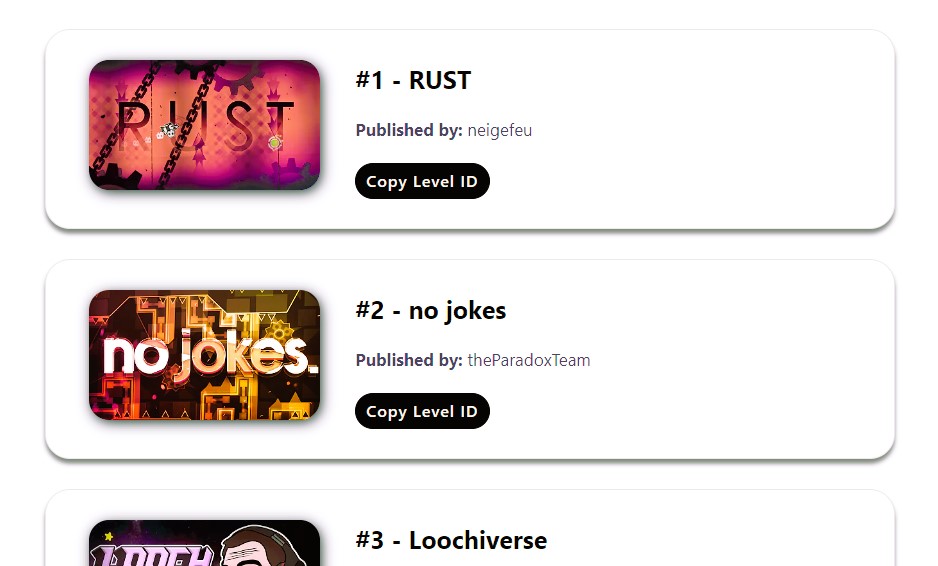 RUST
#1 - RUST
Published by: neigefeu
Copy Level ID
no jokes.
#2 - no jokes
Published by: theParadoxTeam
Copy Level ID
#3 - Loochiverse